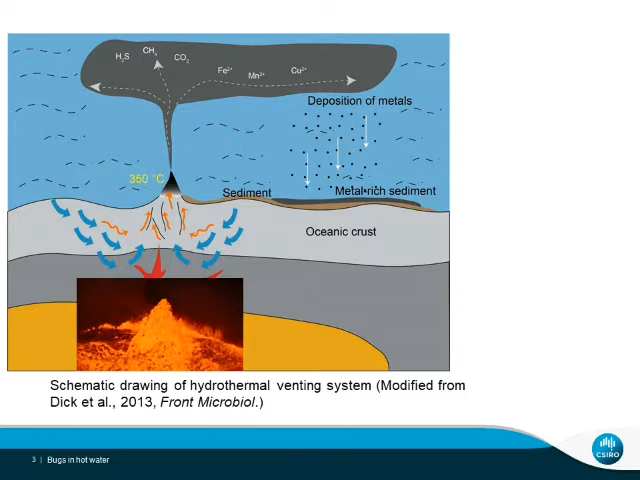 H₂S
CH₄
CO₂
Fe²⁺
Mn²⁺
Cu²⁺
Deposition of metals
350 °C
Sediment
Metal-rich sediment
Oceanic crust
Schematic drawing of hydrothermal venting system (Modified from
Dick et al., 2013, Front Microbiol.)
3 | Bugs in hot water
CSIRO